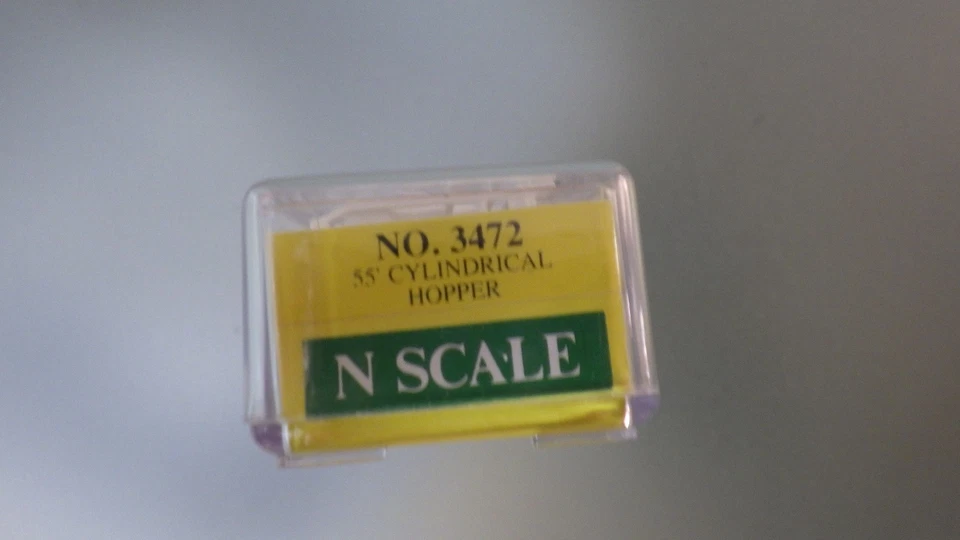 NO. 3472
55' CYLINDRICAL
HOPPER
N SCALE